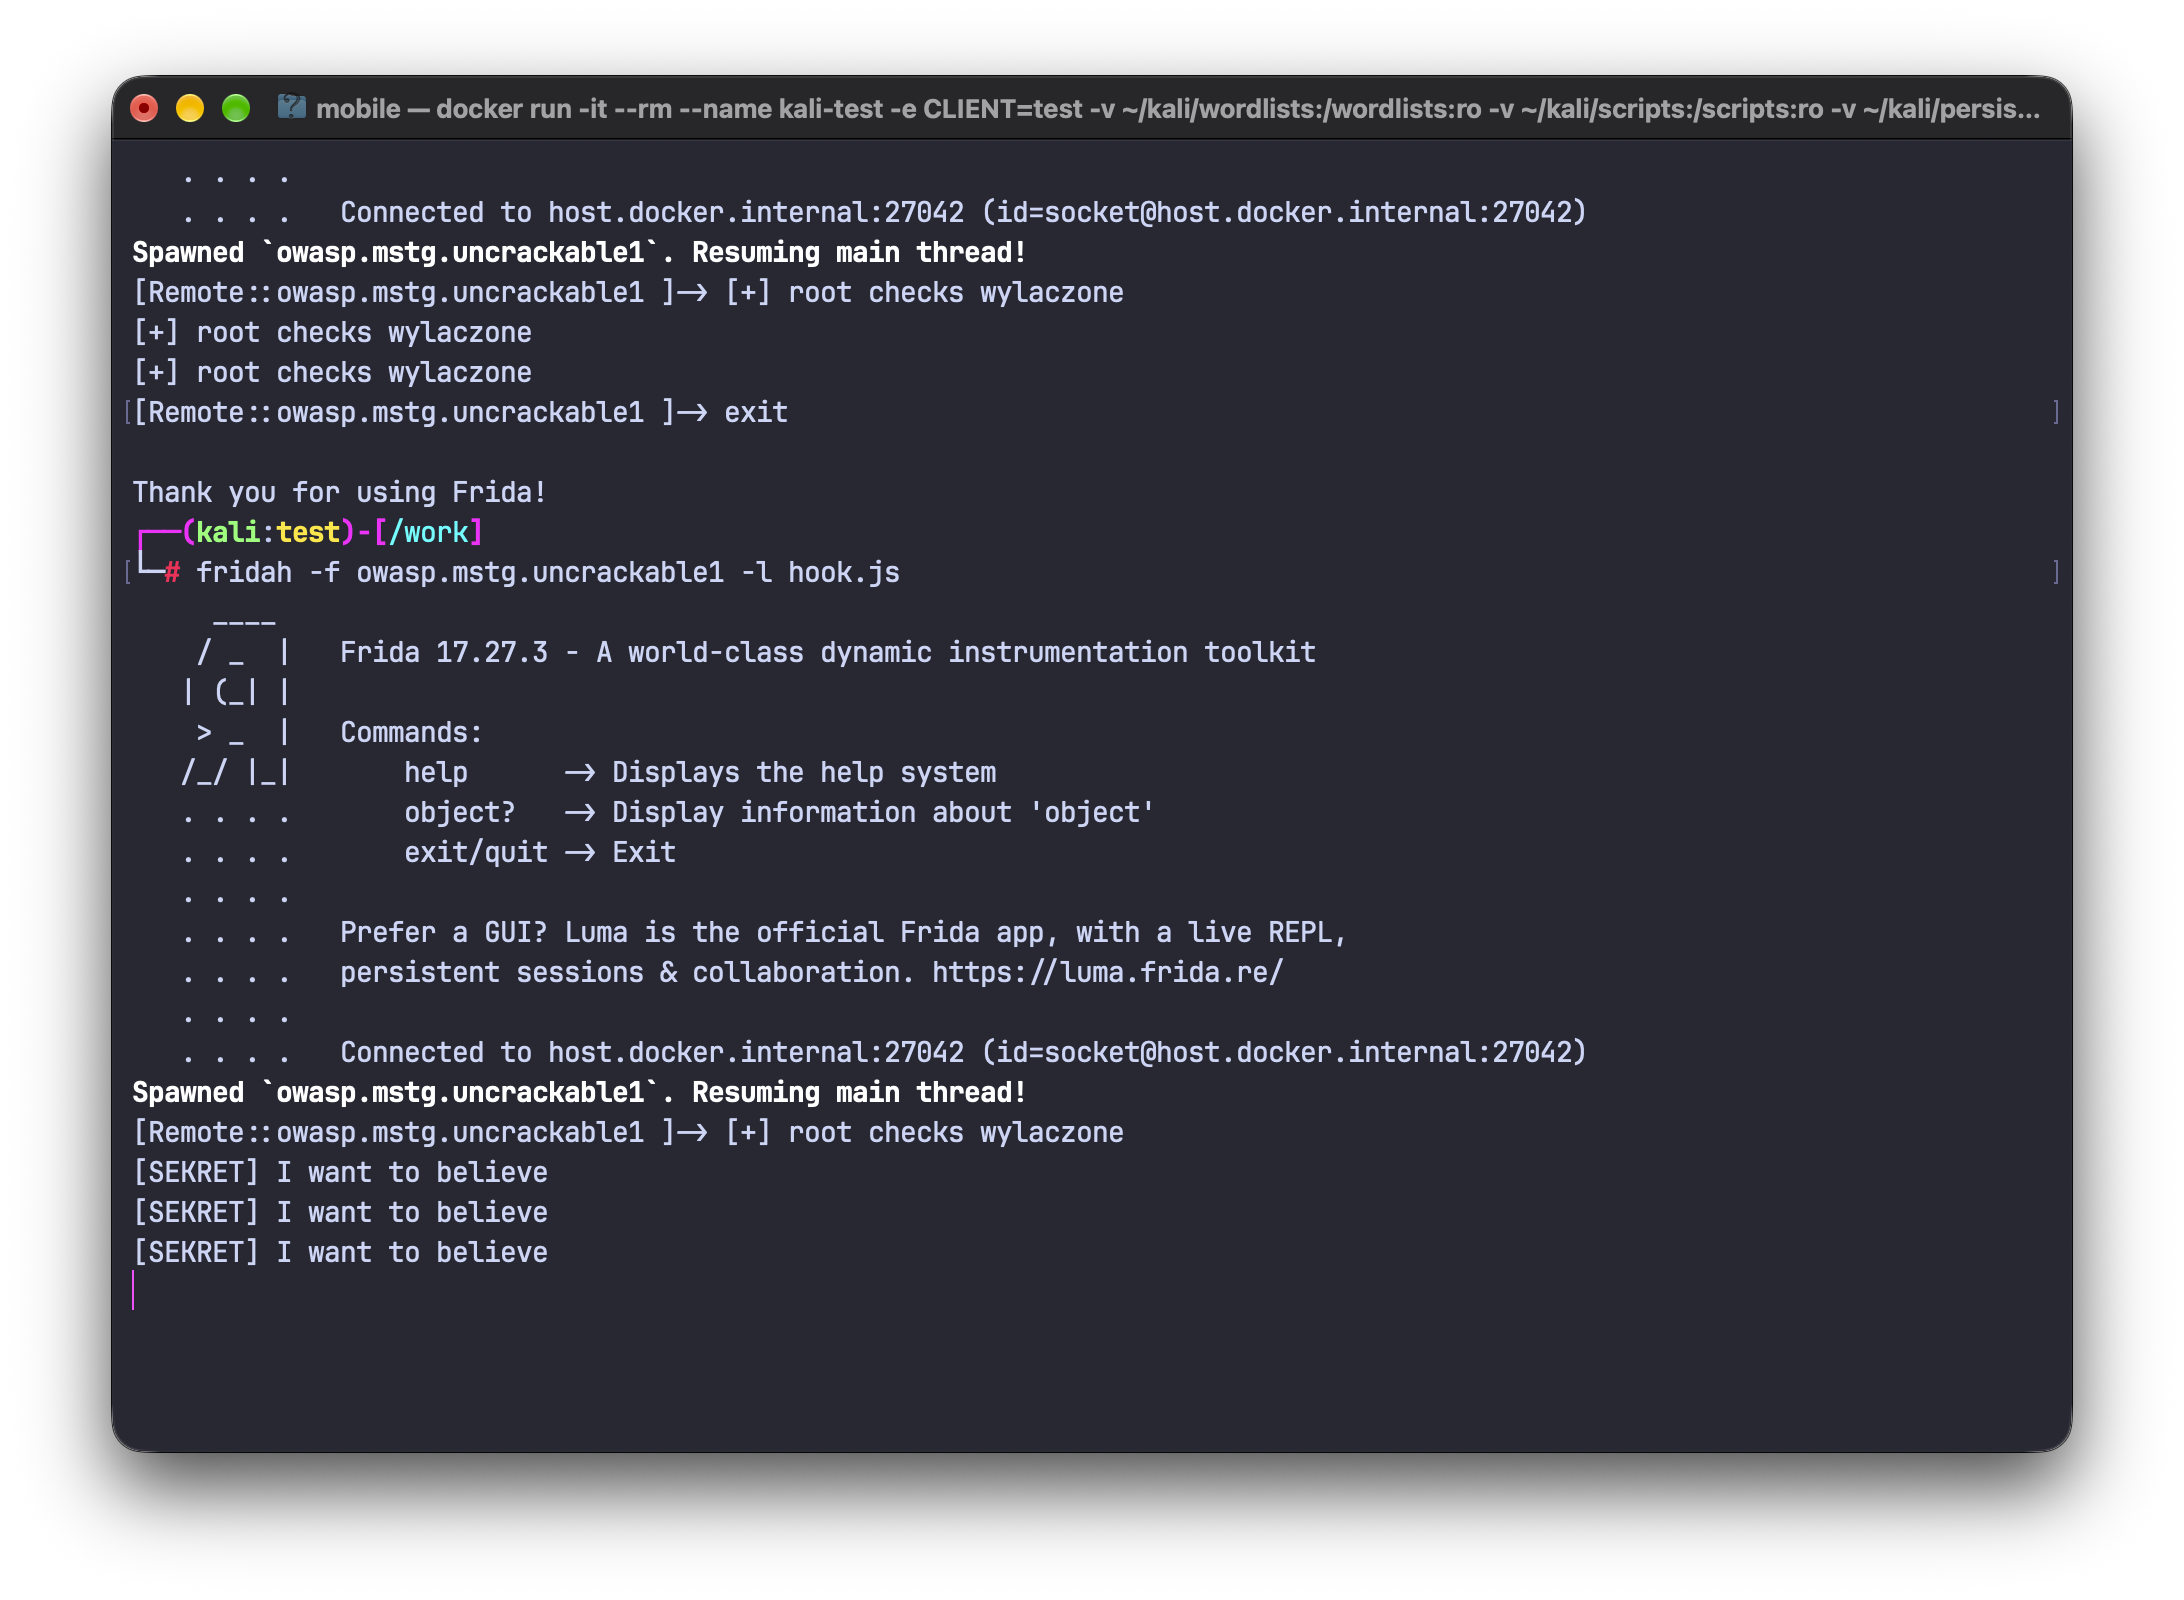 mobile — docker run -it --rm --name kali-test -e CLIENT=test -v ~/kali/wordlists:/wordlists:ro -v ~/kali/scripts:/scripts:ro -v ~/kali/persis...
. . . .
. . . .   Connected to host.docker.internal:27042 (id=socket@host.docker.internal:27042)
Spawned `owasp.mstg.uncrackable1`. Resuming main thread!
[Remote::owasp.mstg.uncrackable1 ]-> [+] root checks wylaczone
[+] root checks wylaczone
[+] root checks wylaczone
[Remote::owasp.mstg.uncrackable1 ]-> exit
Thank you for using Frida!
┌──(kali:test)-[/work]
└─# fridah -f owasp.mstg.uncrackable1 -l hook.js
     ____
    / _  |   Frida 17.27.3 - A world-class dynamic instrumentation toolkit
   | (_| |
    > _  |   Commands:
   /_/ |_|       help      -> Displays the help system
   . . . .       object?   -> Display information about 'object'
   . . . .       exit/quit -> Exit
   . . . .
   . . . .   Prefer a GUI? Luma is the official Frida app, with a live REPL,
   . . . .   persistent sessions & collaboration. https://luma.frida.re/
   . . . .
   . . . .   Connected to host.docker.internal:27042 (id=socket@host.docker.internal:27042)
Spawned `owasp.mstg.uncrackable1`. Resuming main thread!
[Remote::owasp.mstg.uncrackable1 ]-> [+] root checks wylaczone
[SEKRET] I want to believe
[SEKRET] I want to believe
[SEKRET] I want to believe